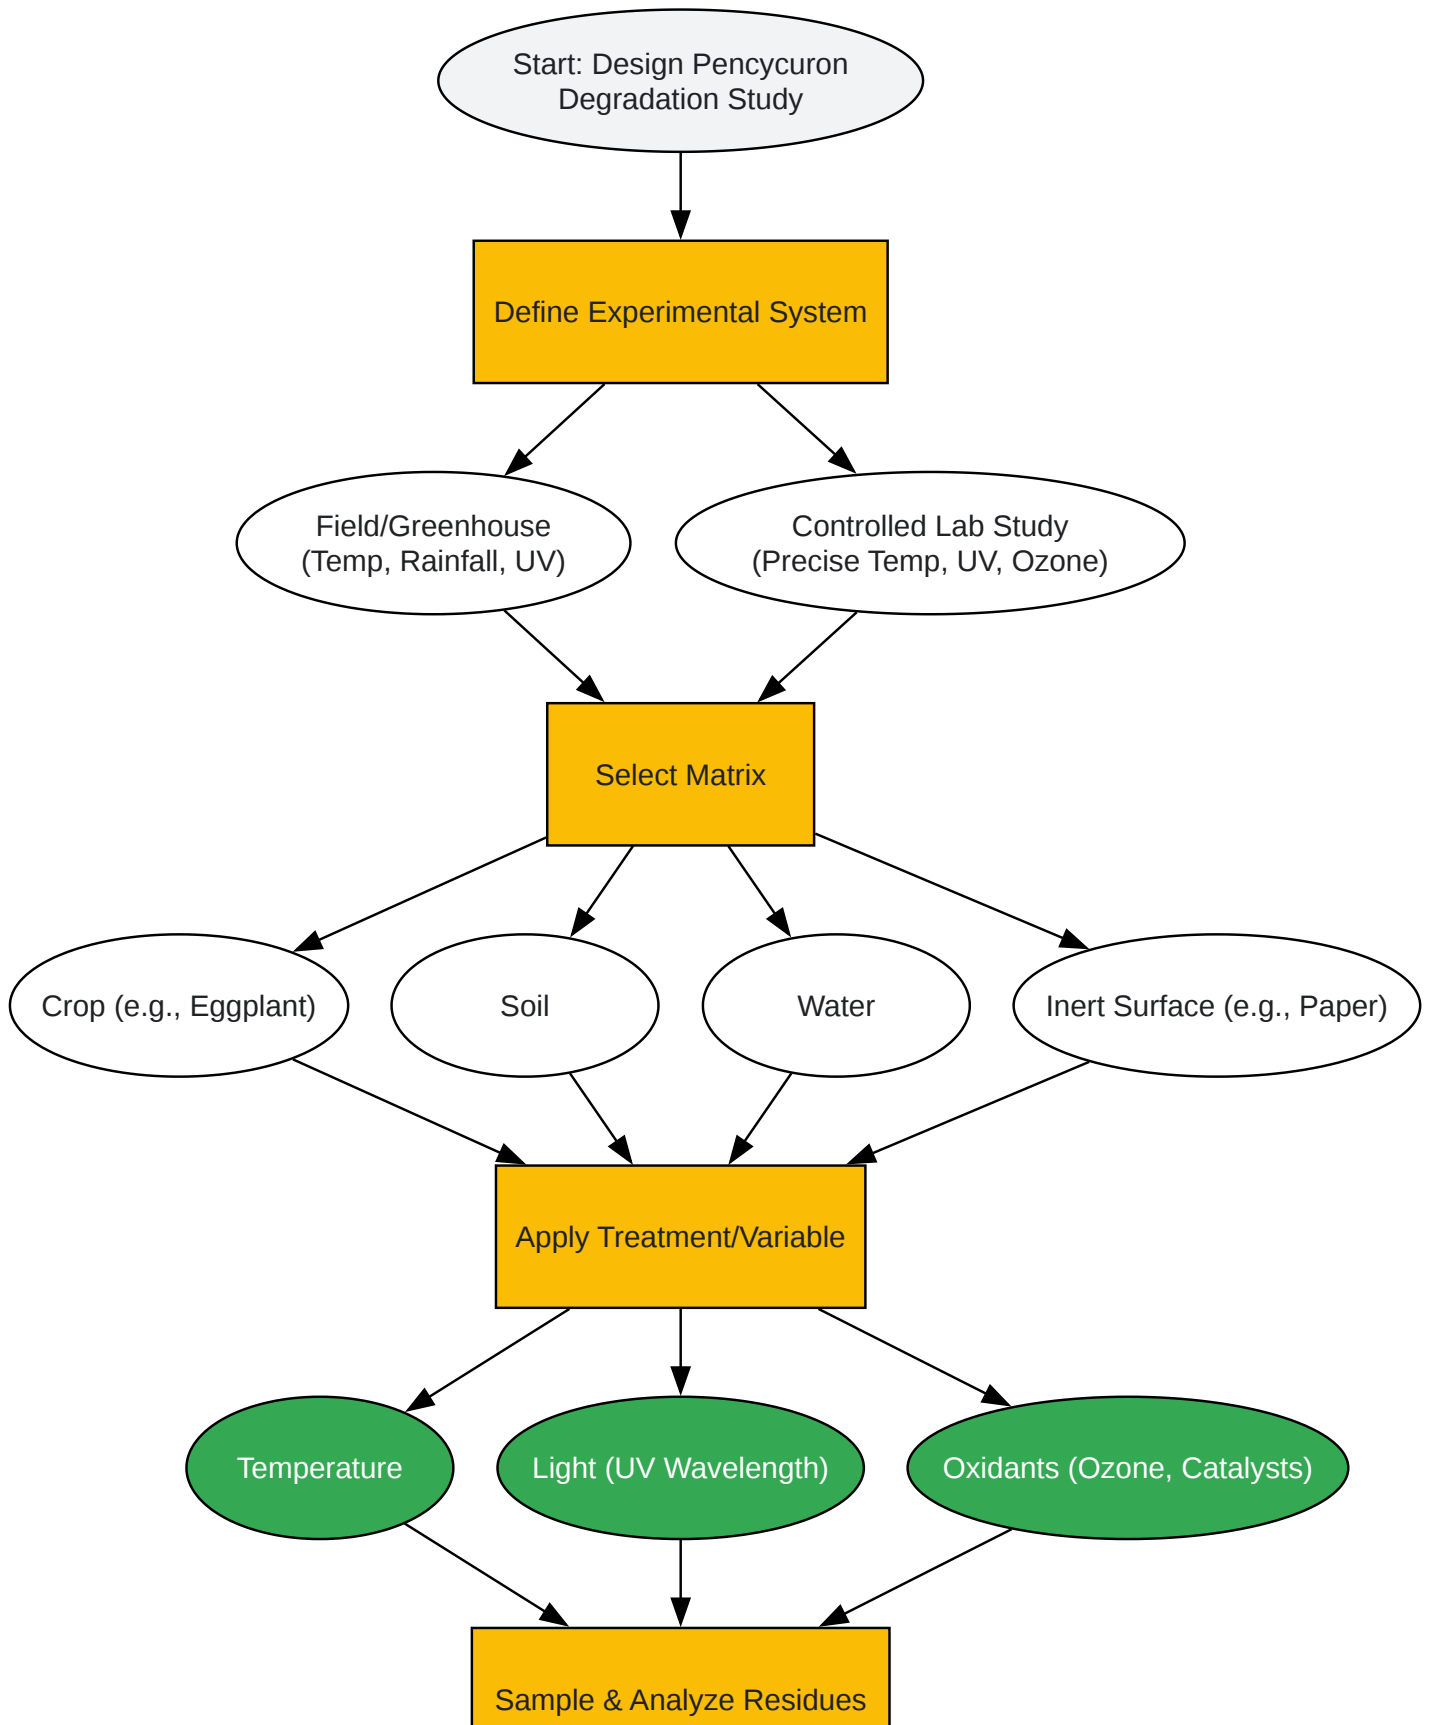 Start: Design Pencycuron
Degradation Study
Define Experimental System
Field/Greenhouse
(Temp, Rainfall, UV)
Controlled Lab Study
(Precise Temp, UV, Ozone)
Select Matrix
Crop (e.g., Eggplant)
Soil
Water
Inert Surface (e.g., Paper)
Apply Treatment/Variable
Temperature
Light (UV Wavelength)
Oxidants (Ozone, Catalysts)
Sample & Analyze Residues